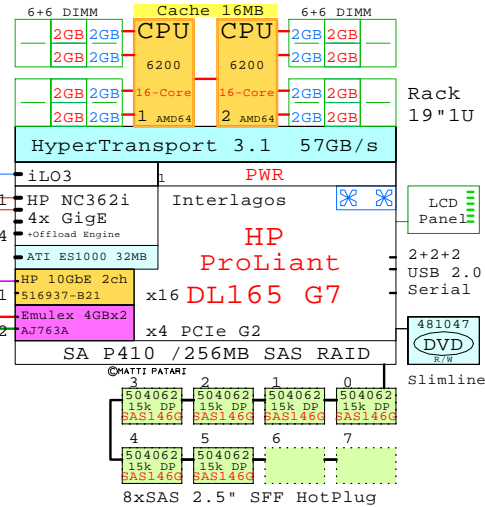 6+6 DIMM Cache 16MB 6+6 DIMM
2GB 2GB CPU CPU 2GB 2GB
2GB 2GB 6200 6200 2GB 2GB
2GB 2GB 16-Core 16-Core 2GB 2GB
2GB 2GB 1 AMD64 2 AMD64 2GB 2GB
Rack
19"1U
HyperTransport 3.1 57GB/s
iLO3 1 PWR
1 HP NC362i Interlagos
4x GigE
4 +Offload Engine
LCD
Panel
HP
ProLiant
DL165 G7
ATI ES1000 32MB
2+2+2
USB 2.0
Serial
HP 10GbE 2ch
1 516937-B21 x16
Emulex 4GBx2
2 AJ763A x4 PCIe G2
481047
DVD
R/W
Slimline
SA P410 /256MB SAS RAID
©MATTI PATARI
3 2 1 0
504062 504062 504062 504062
15k DP 15k DP 15k DP 15k DP
SAS146G SAS146G SAS146G SAS146G
4 5 6 7
504062 504062
15k DP 15k DP
SAS146G SAS146G
8xSAS 2.5" SFF HotPlug